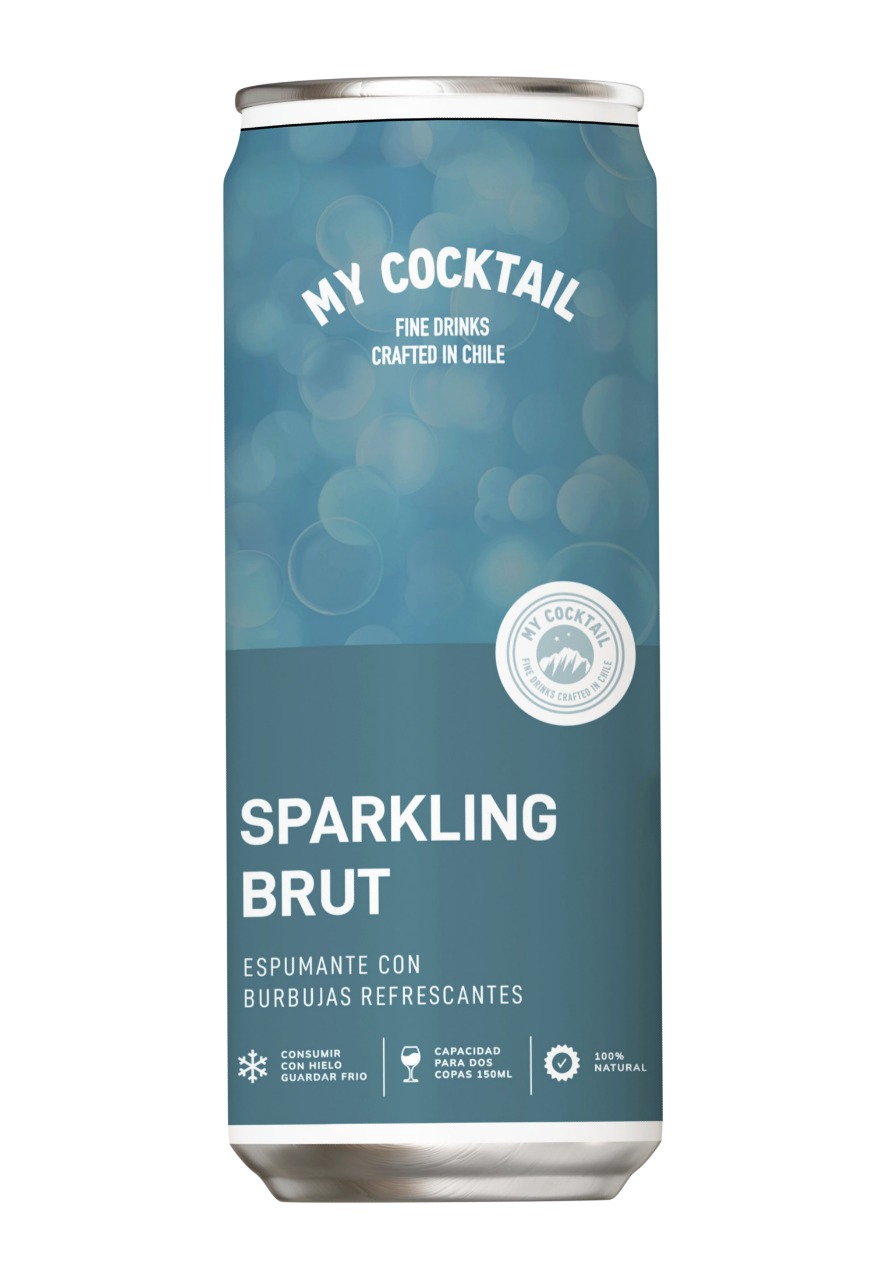 MY COCKTAIL
FINE DRINKS
CRAFTED IN CHILE
MY COCKTAIL
FINE DRINKS CRAFTED IN CHILE
SPARKLING
BRUT
ESPUMANTE CON
BURBUJAS REFRESCANTES
CONSUMIR
CON HIELO
GUARDAR FRIO
CAPACIDAD
PARA DOS
COPAS 150ML
100%
NATURAL